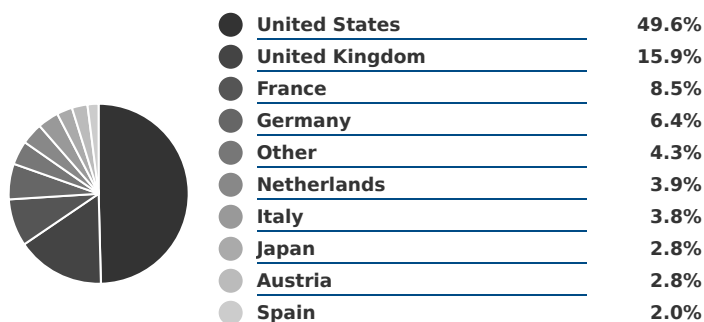 United States 49.6%
United Kingdom 15.9%
France 8.5%
Germany 6.4%
Other 4.3%
Netherlands 3.9%
Italy 3.8%
Japan 2.8%
Austria 2.8%
Spain 2.0%